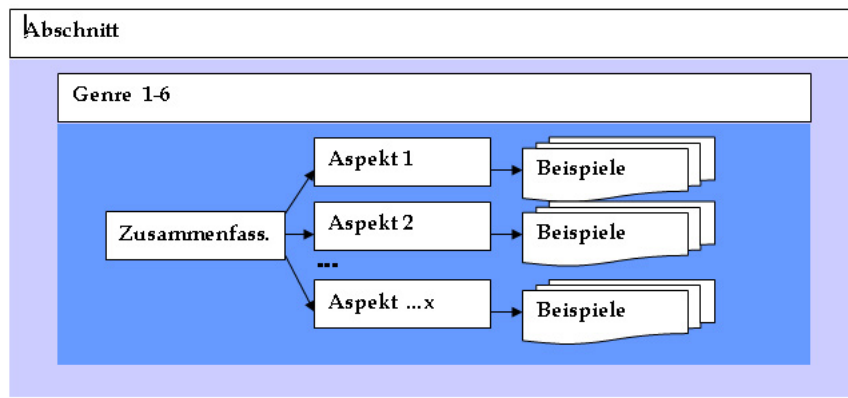 Abschnitt
Genre 1-6
Aspekt 1
Beispiele
Zusammenfass.
Aspekt 2
Beispiele
...
Aspekt ...x
Beispiele